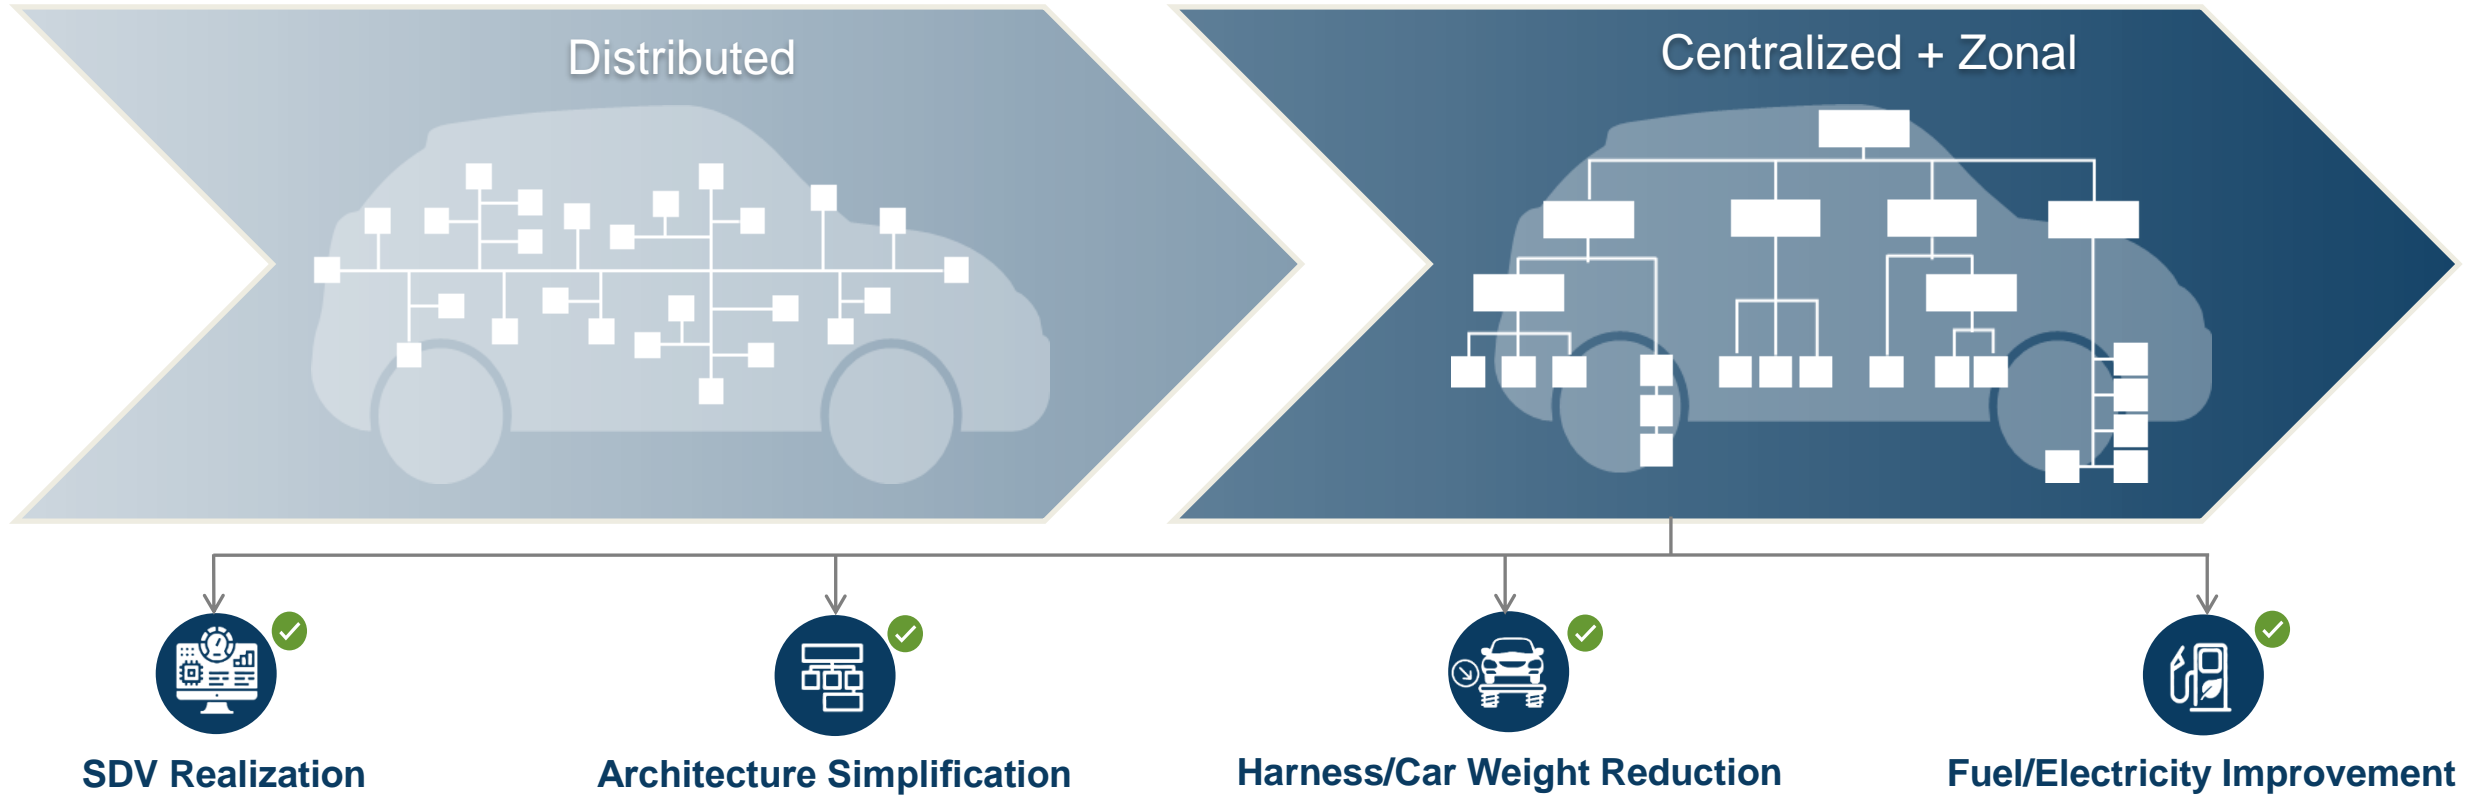 Distributed
Centralized + Zonal
SDV Realization
Architecture Simplification
Harness/Car Weight Reduction
Fuel/Electricity Improvement